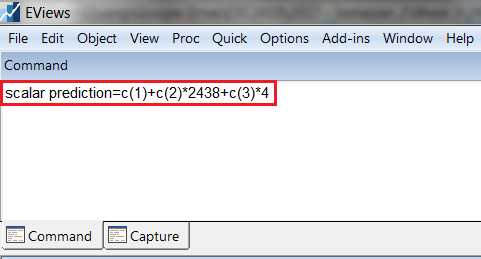 EViews
File Edit Object View Proc Quick Options Add-ins Window Help
Command
scalar prediction=c(1)+c(2)*2438+c(3)*4
Command Capture